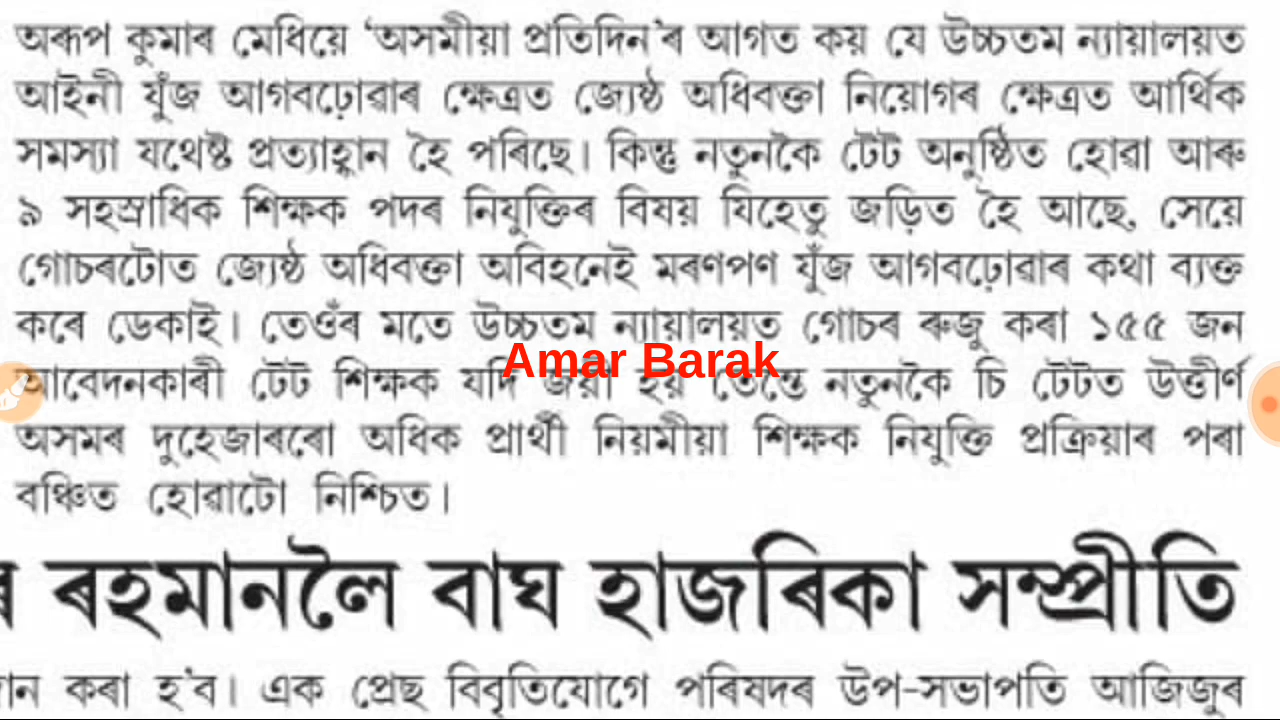 অৰূপ কুমাৰ মেধিয়ে ‘অসমীয়া প্ৰতিদিন’ৰ আগত কয় যে উচ্চতম ন্যায়ালয়ত
আইনী যুঁজ আগবঢ়োৱাৰ ক্ষেত্ৰত জ্যেষ্ঠ অধিবক্তা নিয়োগৰ ক্ষেত্ৰত আৰ্থিক
সমস্যা যথেষ্ট প্ৰত্যাহ্বান হৈ পৰিছে। কিন্তু নতুনকৈ টেট অনুষ্ঠিত হোৱা আৰু
৯ সহস্ৰাধিক শিক্ষক পদৰ নিযুক্তিৰ বিষয় যিহেতু জড়িত হৈ আছে, সেয়ে
গোচৰটোত জ্যেষ্ঠ অধিবক্তা অবিহনেই মৰণপণ যুঁজ আগবঢ়োৱাৰ কথা ব্যক্ত
কৰে ডেকাই। তেওঁৰ মতে উচ্চতম ন্যায়ালয়ত গোচৰ ৰুজু কৰা ১৫৫ জন
Amar Barak
আবেদনকাৰী টেট শিক্ষক যদি জয়ী হয় তেন্তে নতুনকৈ চি টেটত উত্তীৰ্ণ
অসমৰ দুহেজাৰৰো অধিক প্ৰাৰ্থী নিয়মীয়া শিক্ষক নিযুক্তি প্ৰক্ৰিয়াৰ পৰা
বঞ্চিত হোৱাটো নিশ্চিত।
ৰহমানলৈ বাঘ হাজৰিকা সম্প্ৰীতি
কৰা হ’ব। এক প্ৰেছ বিবৃতিযোগে পৰিষদৰ উপ-সভাপতি আজিজুৰ